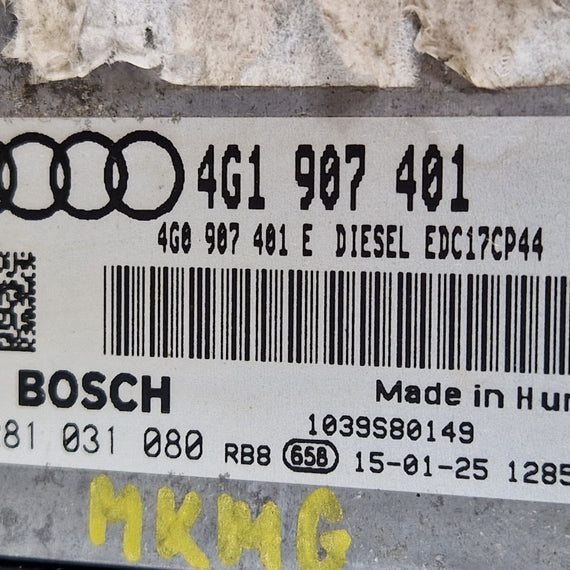 4G1 907 401
4G0 907 401 E DIESEL EDC17CP44
BOSCH
Made in Hu
1039S80149
81 031 080 RB8 658 15-01-25 1285
MKMG